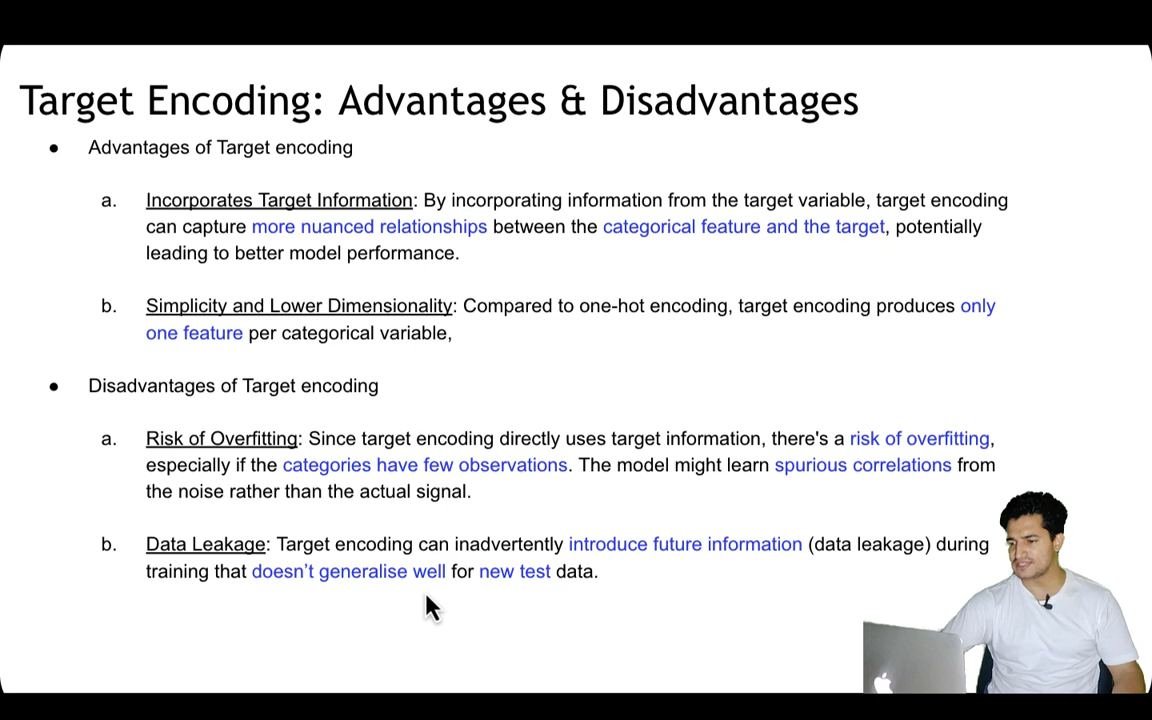 Target Encoding: Advantages & Disadvantages
● Advantages of Target encoding
a. Incorporates Target Information: By incorporating information from the target variable, target encoding
can capture more nuanced relationships between the categorical feature and the target, potentially
leading to better model performance.
b. Simplicity and Lower Dimensionality: Compared to one-hot encoding, target encoding produces only
one feature per categorical variable,
● Disadvantages of Target encoding
a. Risk of Overfitting: Since target encoding directly uses target information, there's a risk of overfitting,
especially if the categories have few observations. The model might learn spurious correlations from
the noise rather than the actual signal.
b. Data Leakage: Target encoding can inadvertently introduce future information (data leakage) during
training that doesn't generalise well for new test data.